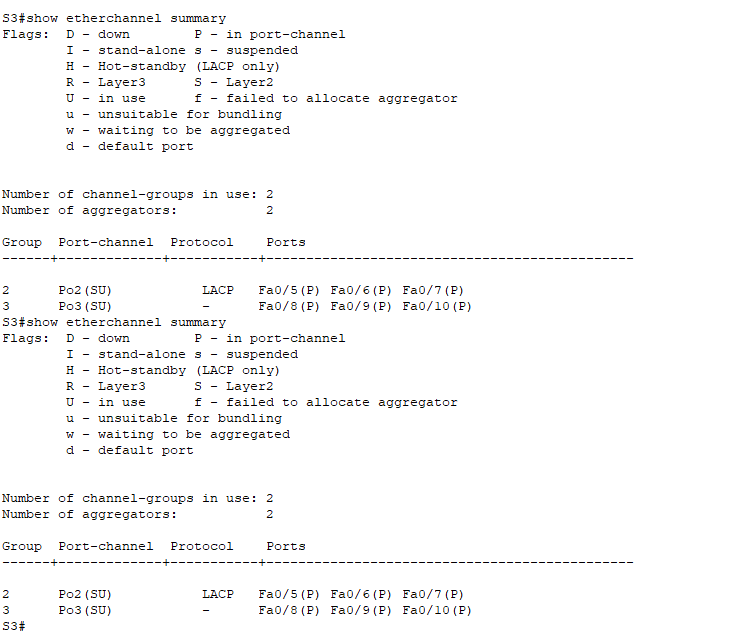 S3#show etherchannel summary
Flags:  D - down        P - in port-channel
        I - stand-alone s - suspended
        H - Hot-standby (LACP only)
        R - Layer3      S - Layer2
        U - in use      f - failed to allocate aggregator
        u - unsuitable for bundling
        w - waiting to be aggregated
        d - default port
Number of channel-groups in use: 2
Number of aggregators:           2
Group  Port-channel  Protocol    Ports
------+-------------+-----------+----------------------------------------------
2      Po2(SU)           LACP   Fa0/5(P) Fa0/6(P) Fa0/7(P)
3      Po3(SU)           -      Fa0/8(P) Fa0/9(P) Fa0/10(P)
S3#show etherchannel summary
Flags:  D - down        P - in port-channel
        I - stand-alone s - suspended
        H - Hot-standby (LACP only)
        R - Layer3      S - Layer2
        U - in use      f - failed to allocate aggregator
        u - unsuitable for bundling
        w - waiting to be aggregated
        d - default port
Number of channel-groups in use: 2
Number of aggregators:           2
Group  Port-channel  Protocol    Ports
------+-------------+-----------+----------------------------------------------
2      Po2(SU)           LACP   Fa0/5(P) Fa0/6(P) Fa0/7(P)
3      Po3(SU)           -      Fa0/8(P) Fa0/9(P) Fa0/10(P)
S3#